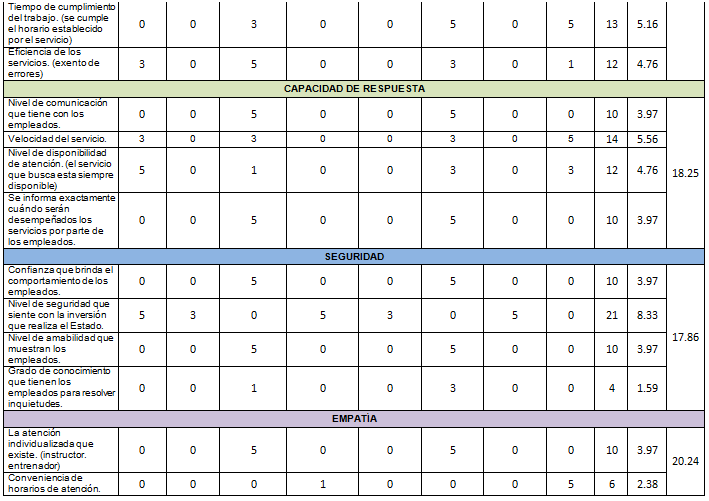 Tiempo de cumplimiento
del trabajo. (se cumple
el horario establecido
por el servicio) 0 0 3 0 0 5 0 5 13 5.16
Eficiencia de los
servicios. (exento de
errores) 3 0 5 0 0 3 0 1 12 4.76
CAPACIDAD DE RESPUESTA
Nivel de comunicación
que tiene con los
empleados. 0 0 5 0 0 5 0 0 10 3.97
Velocidad del servicio. 3 0 3 0 0 3 0 5 14 5.56
Nivel de disponibilidad
de atención. (el servicio
que busca esta siempre
disponible) 5 0 1 0 0 3 0 3 12 4.76
18.25
Se informa exactamente
cuándo serán
desempeñados los
servicios por parte de
los empleados. 0 0 5 0 0 5 0 0 10 3.97
SEGURIDAD
Confianza que brinda el
comportamiento de los
empleados. 0 0 5 0 0 5 0 0 10 3.97
Nivel de seguridad que
siente con la inversión
que realiza el Estado. 5 3 0 5 3 0 5 0 21 8.33
17.86
Nivel de amabilidad que
muestran los
empleados. 0 0 5 0 0 5 0 0 10 3.97
Grado de conocimiento
que tienen los
empleados para resolver
inquietudes. 0 0 1 0 0 3 0 0 4 1.59
EMPATÌA
La atención
individualizada que
existe. (instructor.
entrenador) 0 0 5 0 0 5 0 0 10 3.97
20.24
Conveniencia de
horarios de atención. 0 0 0 1 0 0 0 5 6 2.38